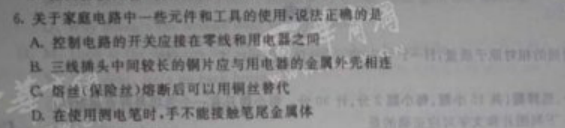 6. 关于家庭电路中一些元件和工具的使用,说法正确的是
A. 控制电路的开关应接在零线和用电器之间
B. 三线插头中间较长的铜片应与用电器的金属外壳相连
C. 熔丝(保险丝)熔断后可以用铜丝替代
D. 在使用测电笔时,手不能接触笔尾金属体